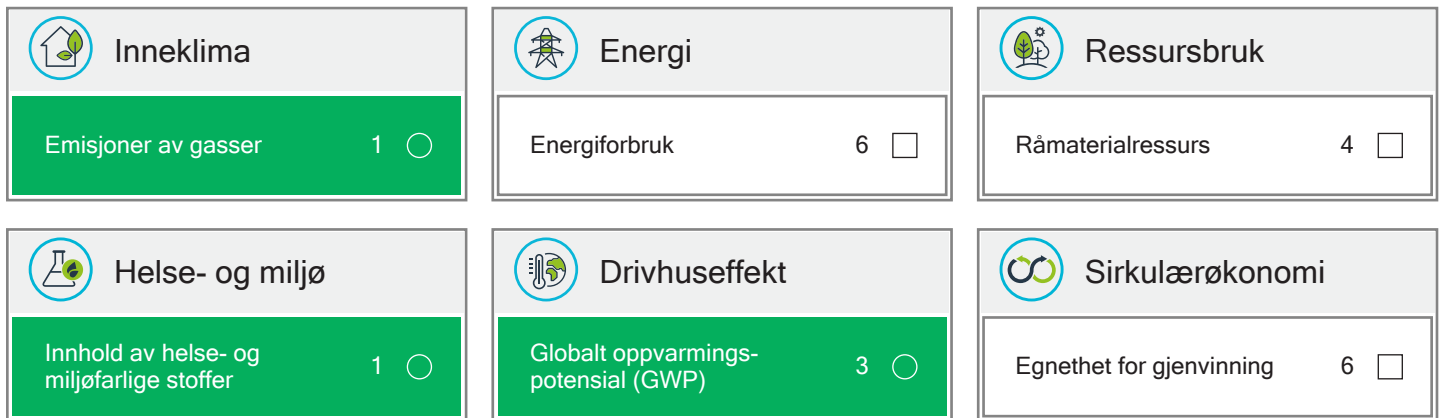 Inneklima
Emisjoner av gasser 1
Energi
Energiforbruk 6
Ressursbruk
Råmaterialressurs 4
Helse- og miljø
Innhold av helse- og
miljøfarlige stoffer 1
Drivhuseffekt
Globalt oppvarmings-
potensial (GWP) 3
Sirkulærøkonomi
Egnethet for gjenvinning 6